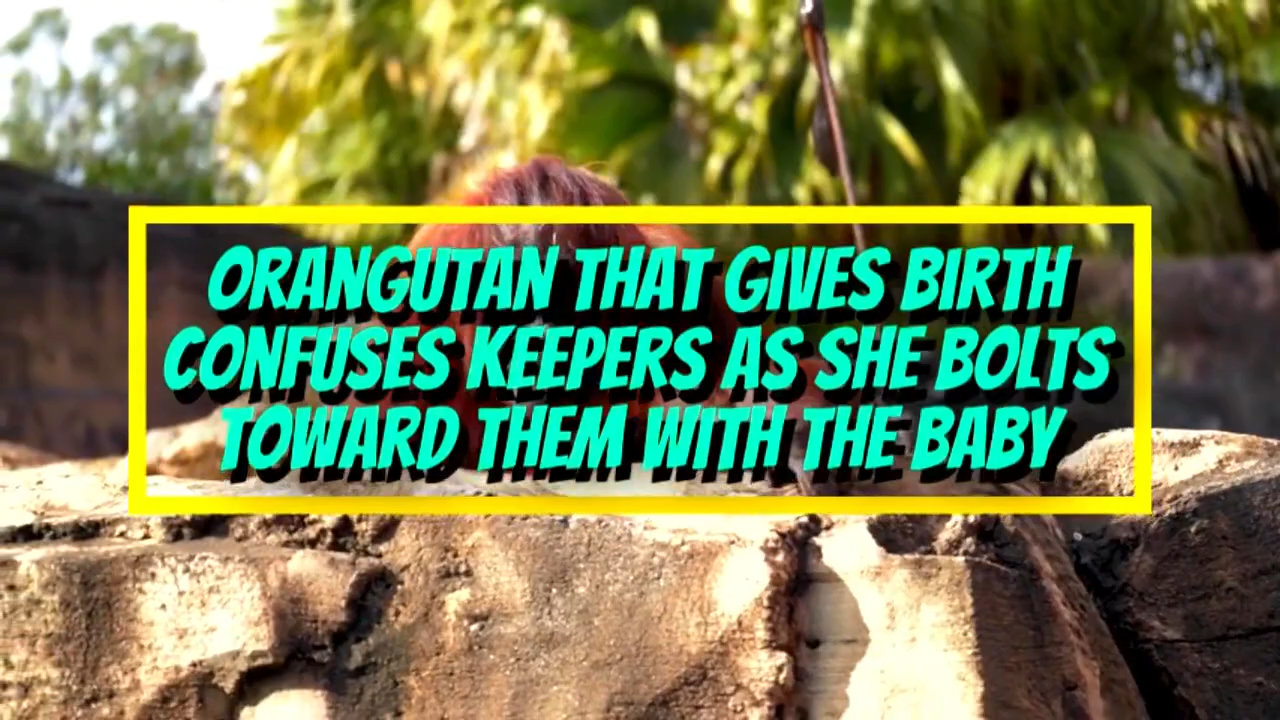 ORANGUTAN THAT GIVES BIRTH
CONFUSES KEEPERS AS SHE BOLTS
TOWARD THEM WITH THE BABY